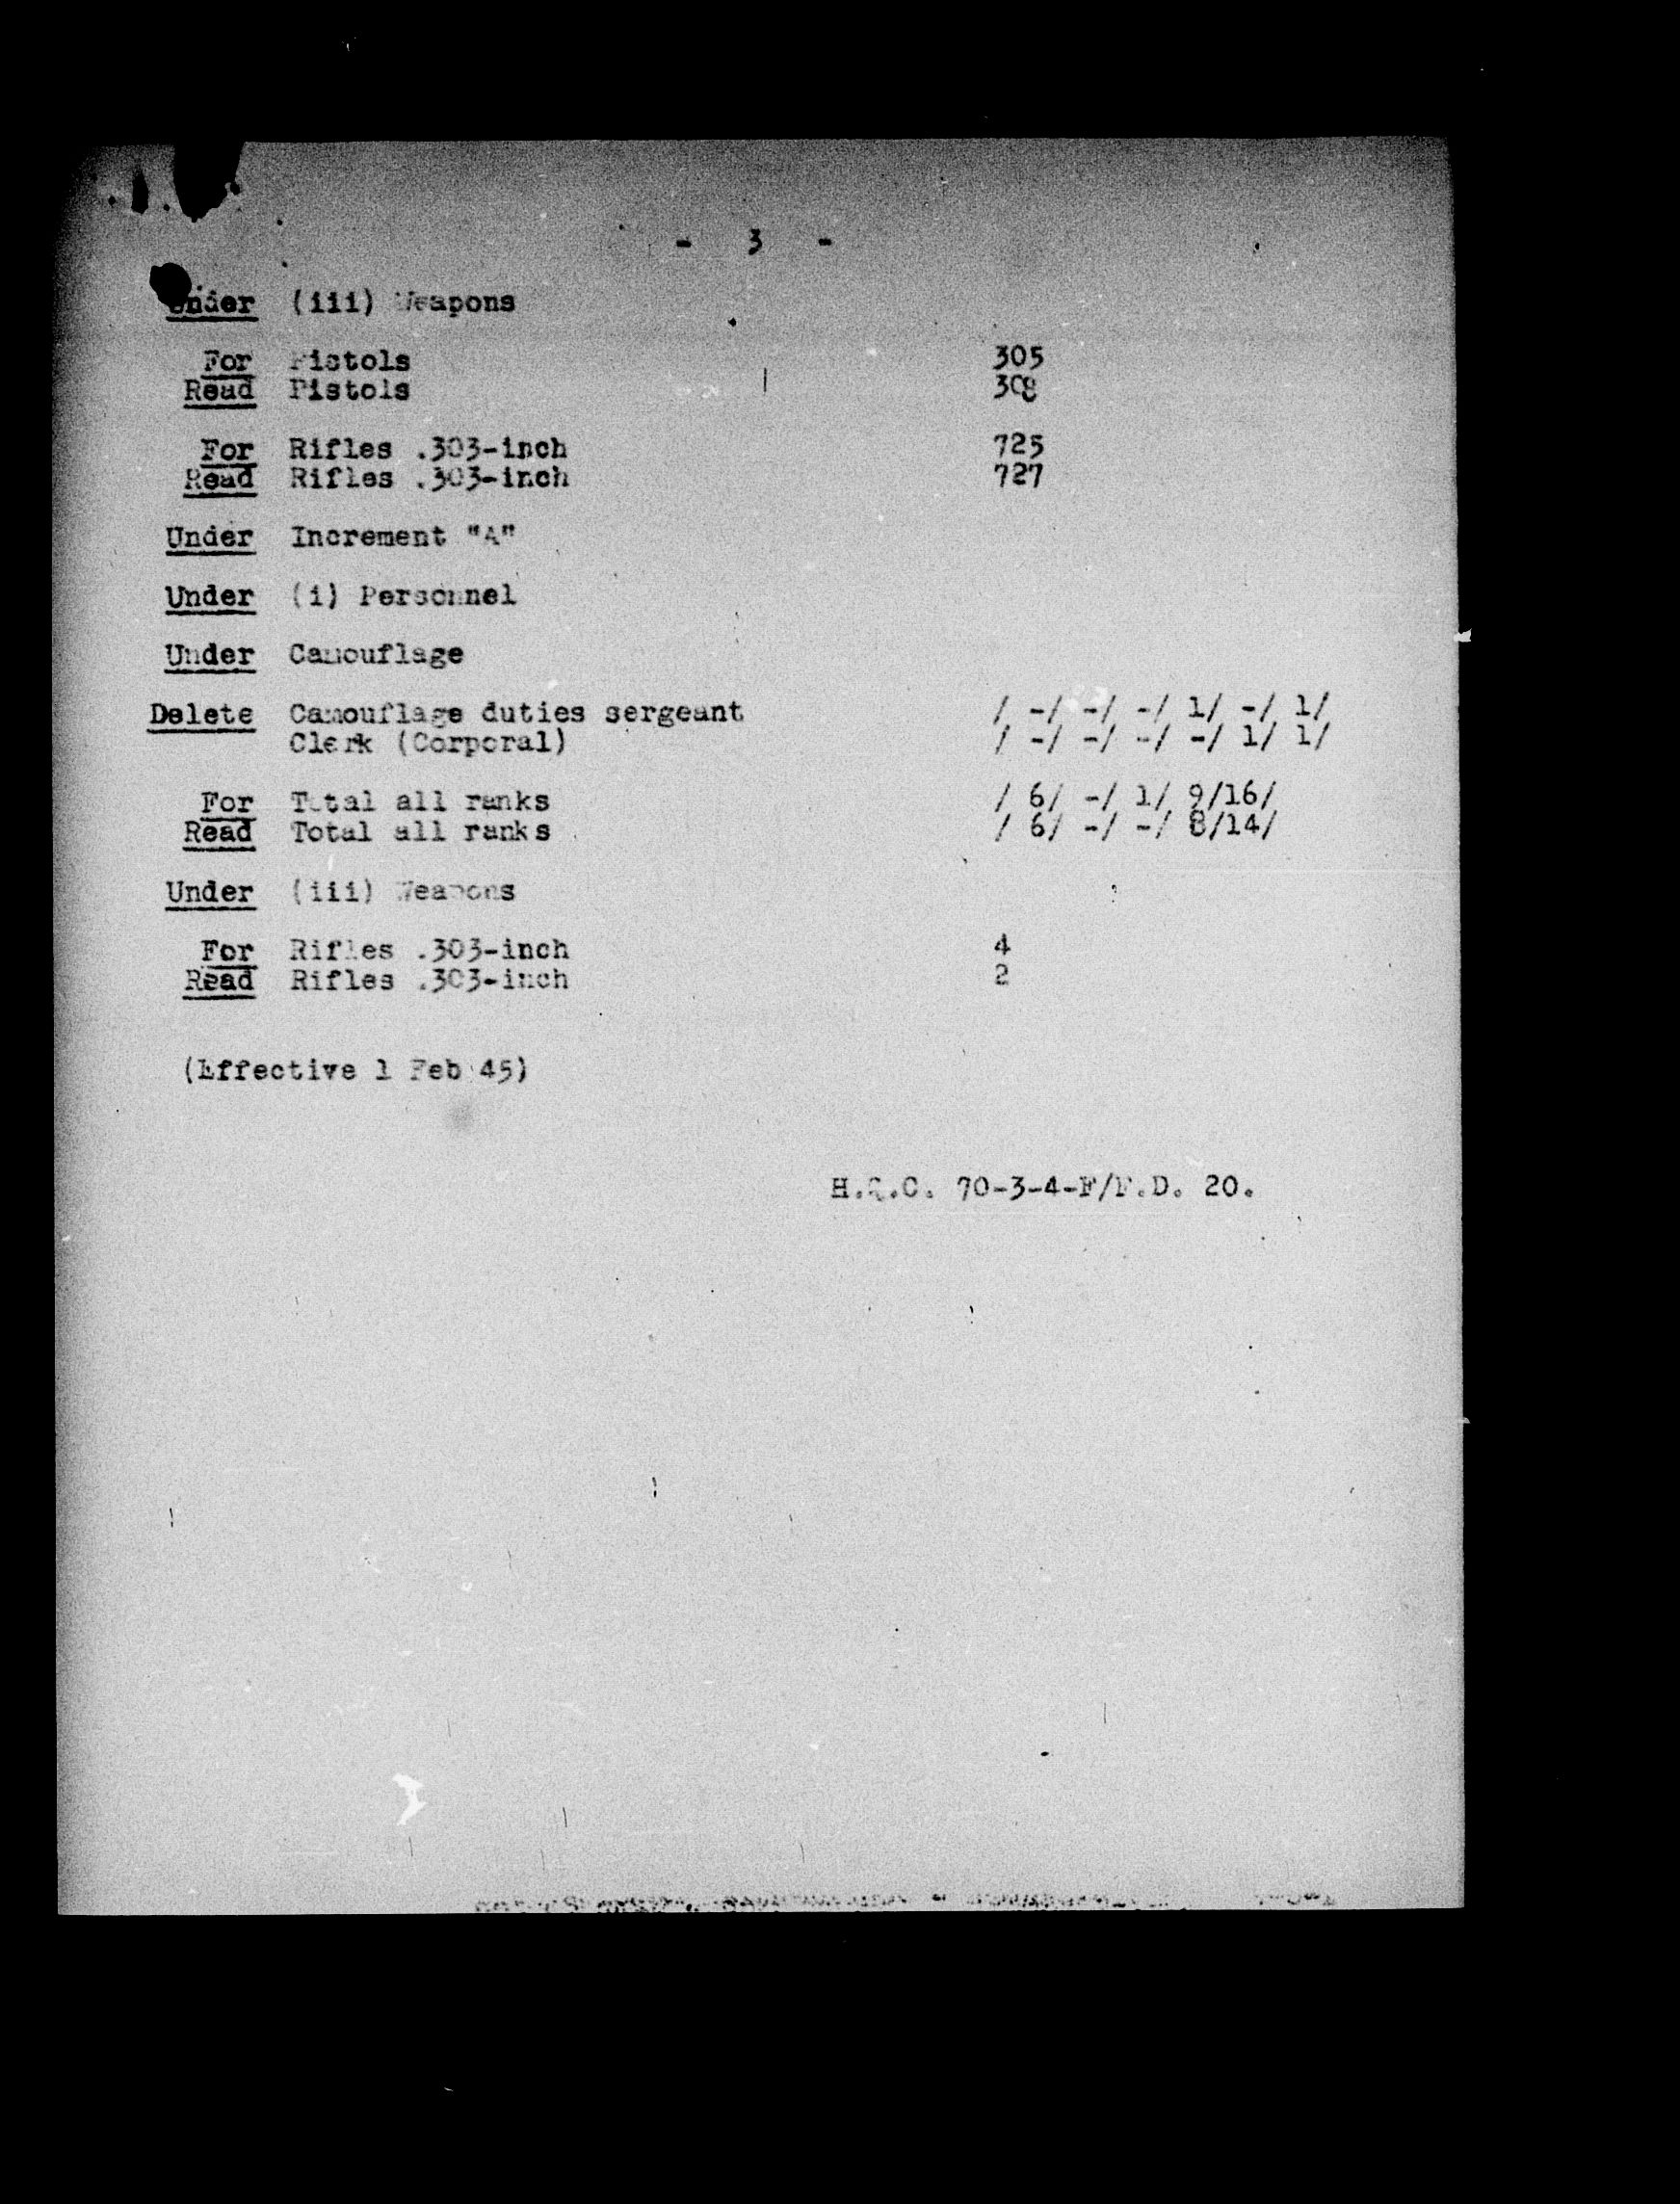 - 3 -
Under (iii) Weapons
For Pistols 305
Read Pistols 308
For Rifles .303-inch 725
Read Rifles .303-inch 727
Under Increment "A"
Under (i) Personnel
Under Camouflage
Delete Camouflage duties sergeant / -/ -/ -/ 1/ -/ 1/
Clerk (Corporal) / -/ -/ -/ -/ 1/ 1/
For Total all ranks / 6/ -/ 1/ 9/16/
Read Total all ranks / 6/ -/ -/ 8/14/
Under (iii) Weapons
For Rifles .303-inch 4
Read Rifles .303-inch 2
(Effective 1 Feb 45)
H.Q.C. 70-3-4-F/F.D. 20.